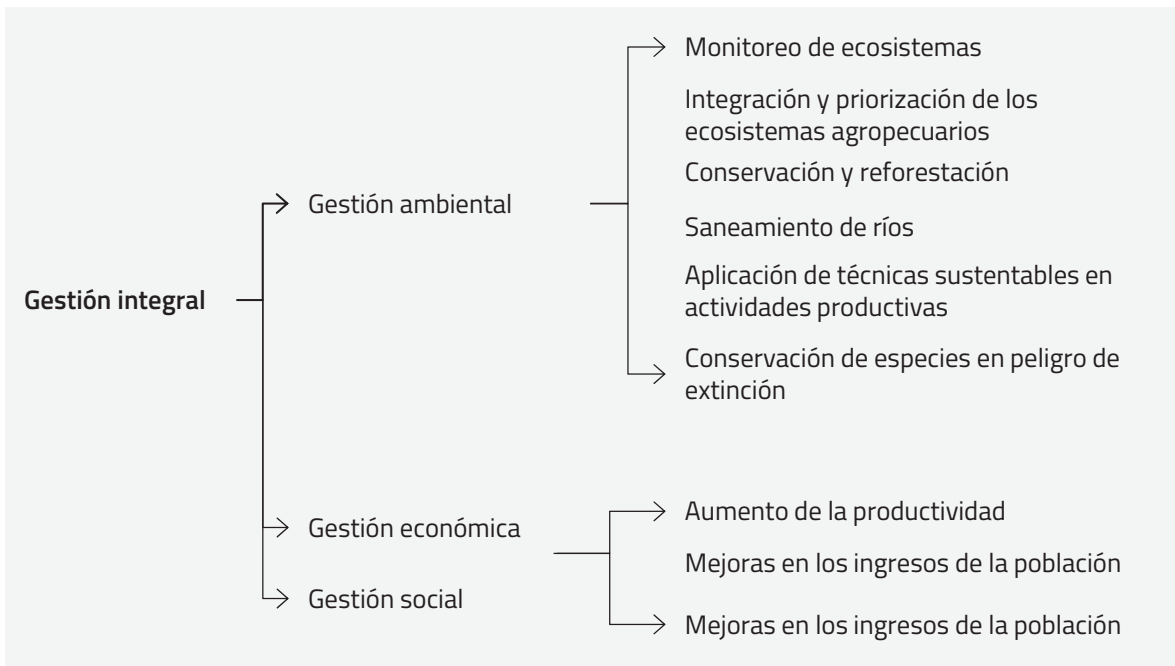 Gestión integral
Gestión ambiental
Monitoreo de ecosistemas
Integración y priorización de los
ecosistemas agropecuarios
Conservación y reforestación
Saneamiento de ríos
Aplicación de técnicas sustentables en
actividades productivas
Conservación de especies en peligro de
extinción
Gestión económica
Gestión social
Aumento de la productividad
Mejoras en los ingresos de la población
Mejoras en los ingresos de la población